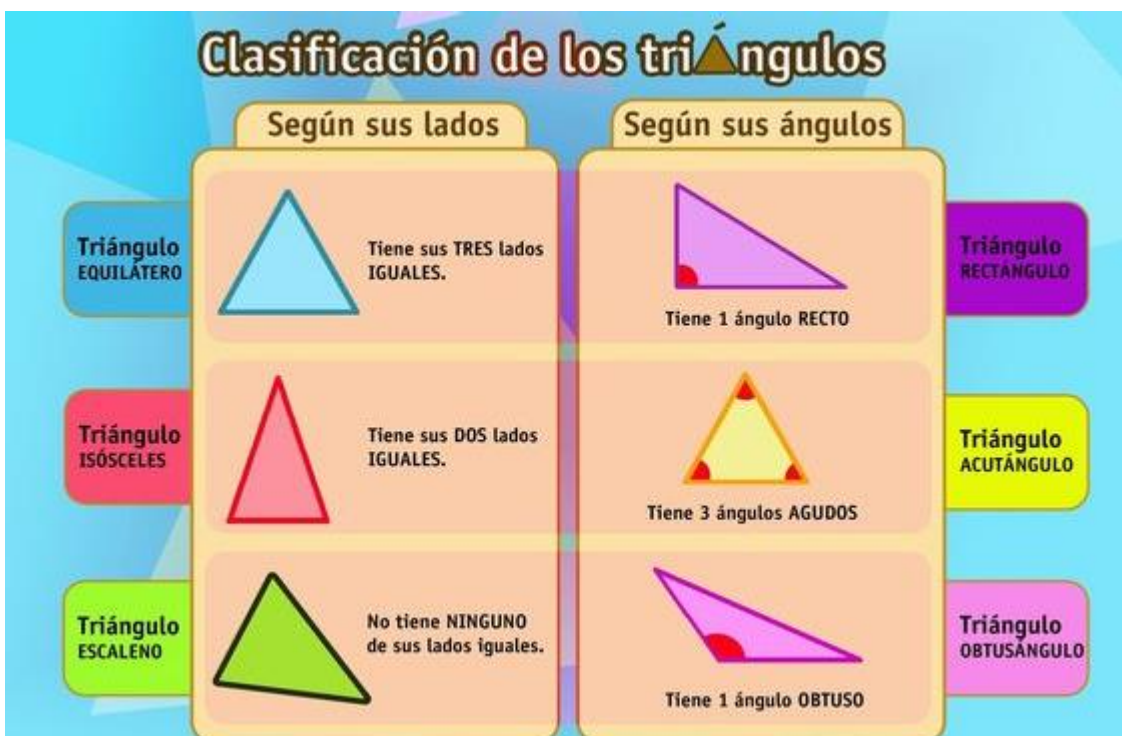 Clasificación de los triÁngulos
Según sus lados
Según sus ángulos
Triángulo
EQUILÁTERO
Tiene sus TRES lados
IGUALES.
Tiene 1 ángulo RECTO
Triángulo
RECTÁNGULO
Triángulo
ISÓSCELES
Tiene sus DOS lados
IGUALES.
Tiene 3 ángulos AGUDOS
Triángulo
ACUTÁNGULO
Triángulo
ESCALENO
No tiene NINGUNO
de sus lados iguales.
Tiene 1 ángulo OBTUSO
Triángulo
OBTUSÁNGULO